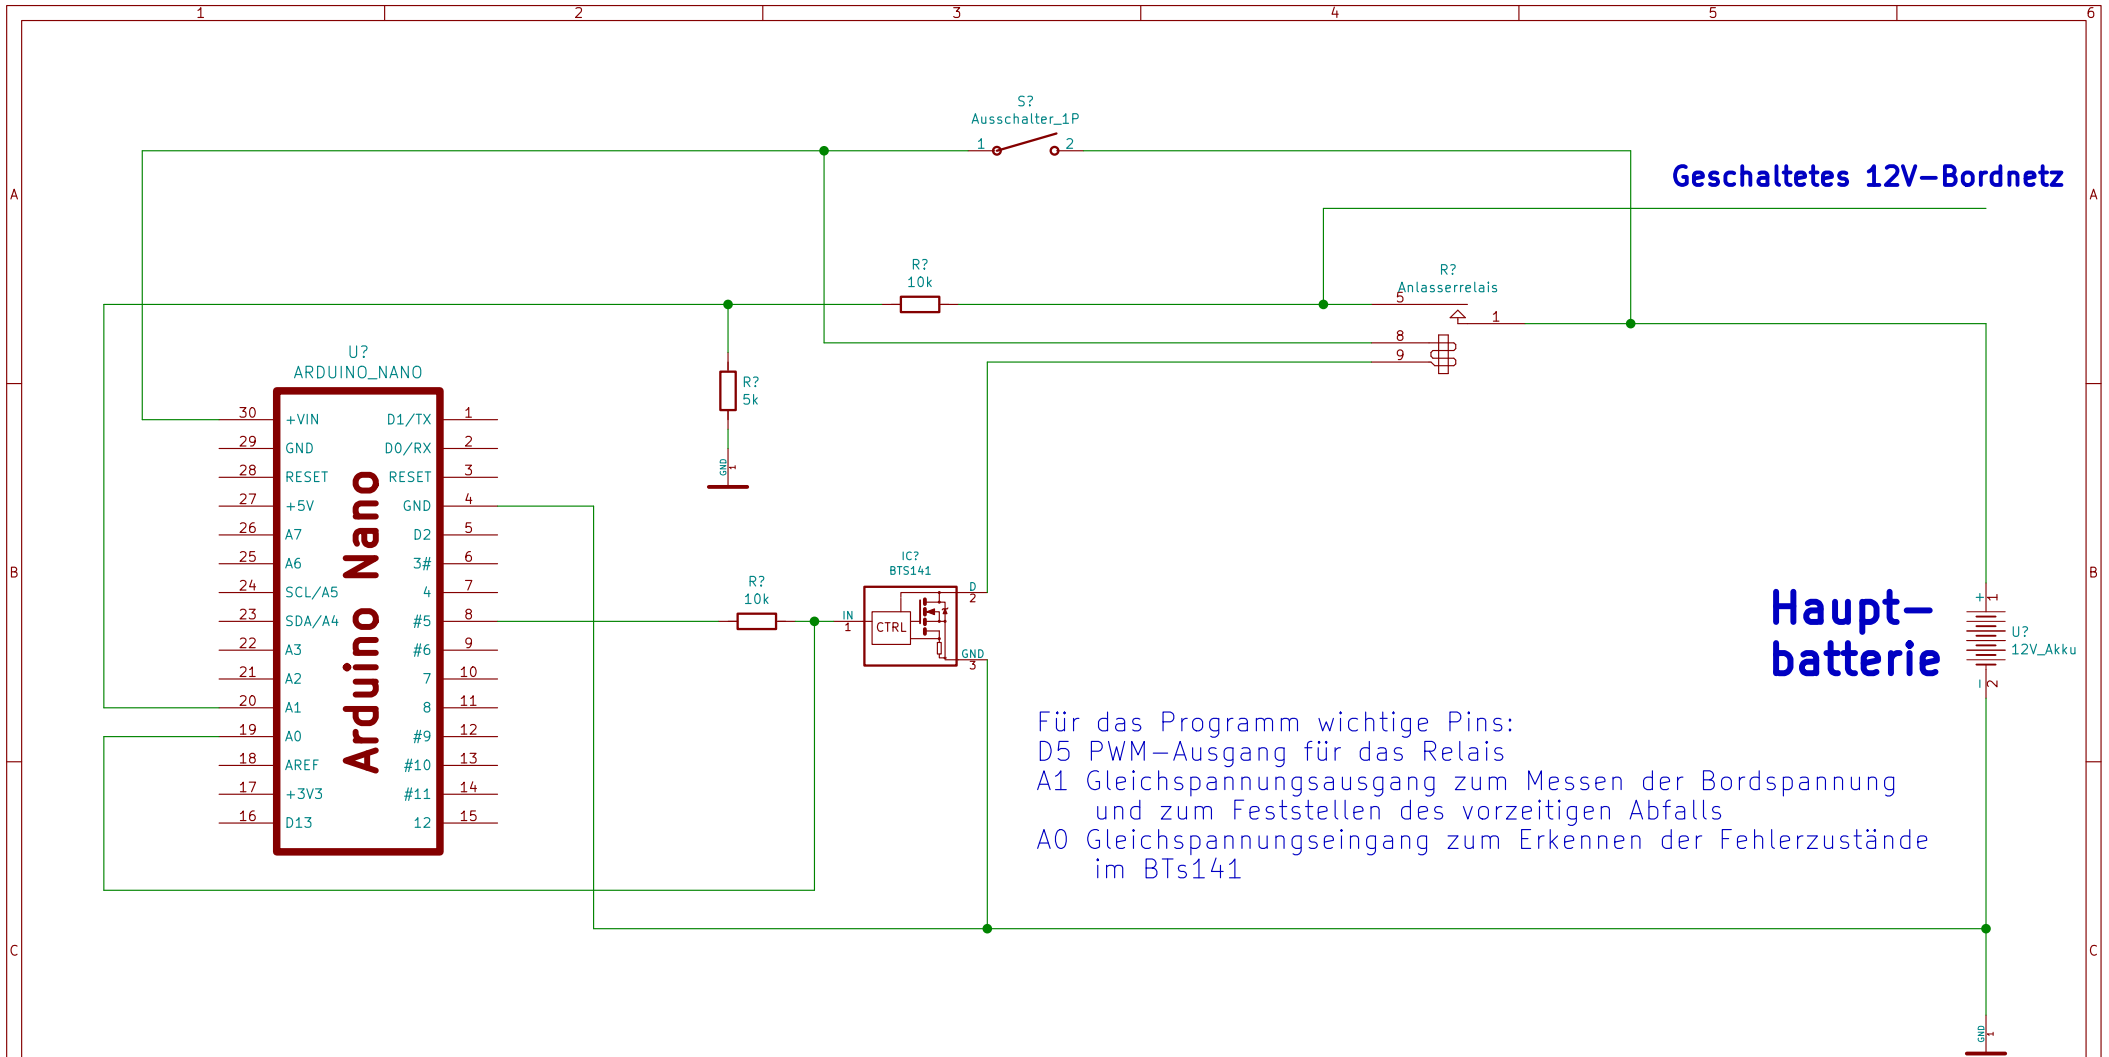 1 2 3 4 5 6
A A
B B
C C
S?
Ausschalter_1P
1 2
Geschaltetes 12V-Bordnetz
R?
10k
R?
Anlasserrelais
5
1
8
9
R?
5k
GND 1
U?
ARDUINO_NANO
Arduino Nano
30 +VIN D1/TX 1
29 GND D0/RX 2
28 RESET RESET 3
27 +5V GND 4
26 A7 D2 5
25 A6 3# 6
24 SCL/A5 4 7
23 SDA/A4 #5 8
22 A3 #6 9
21 A2 7 10
20 A1 8 11
19 A0 #9 12
18 AREF #10 13
17 +3V3 #11 14
16 D13 12 15
R?
10k
IC?
BTS141
IN
1
CTRL
D
2
GND
3
Haupt-
batterie
+ 1
U?
12V_Akku
- 2
Für das Programm wichtige Pins:
D5 PWM-Ausgang für das Relais
A1 Gleichspannungsausgang zum Messen der Bordspannung
und zum Feststellen des vorzeitigen Abfalls
A0 Gleichspannungseingang zum Erkennen der Fehlerzustände
im BTs141
GND 1